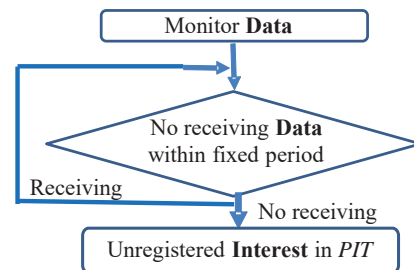 Monitor Data
No receiving Data
within fixed period
Receiving
No receiving
Unregistered Interest in PIT